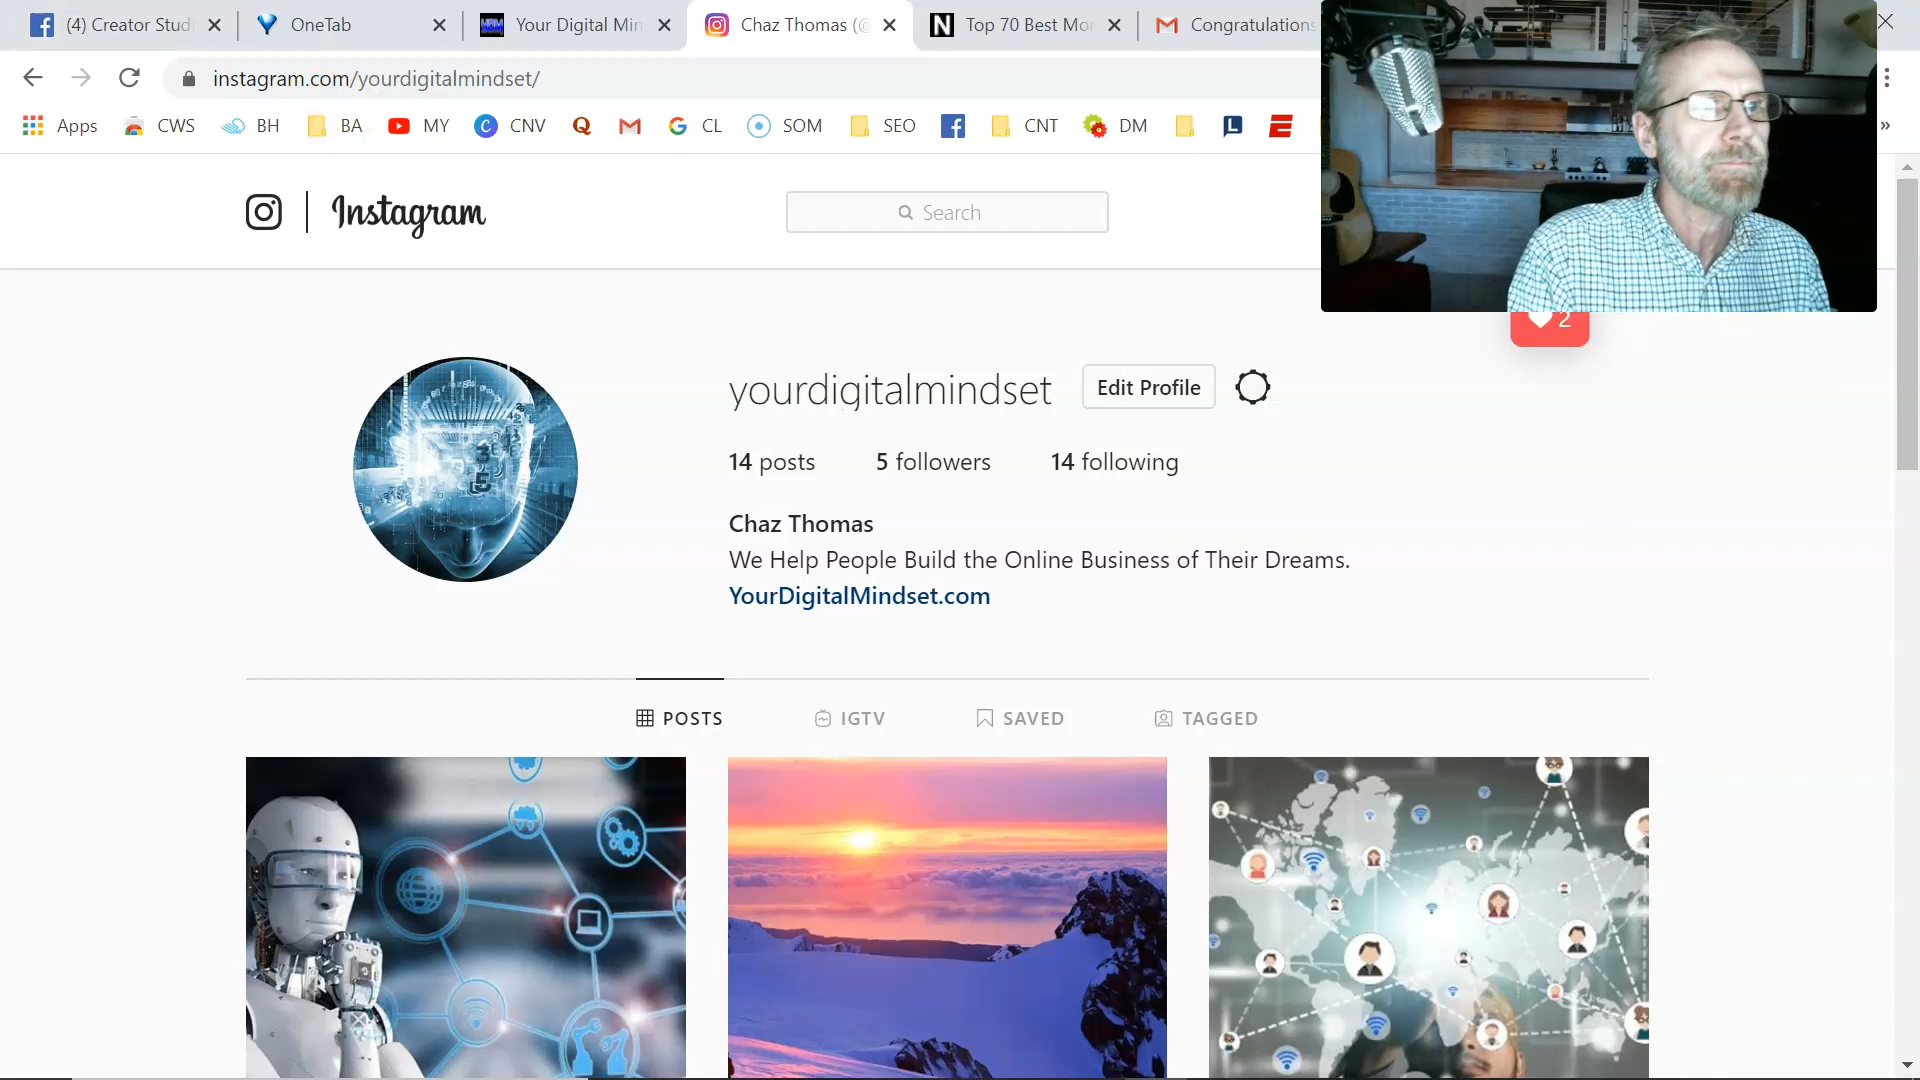 (4) Creator Stud
OneTab
Your Digital Min
Chaz Thomas (@
Top 70 Best Mo
Congratulations
instagram.com/yourdigitalmindset/
Apps CWS BH BA MY CNV CL SOM SEO CNT DM
Instagram
Search
2
yourdigitalmindset
Edit Profile
14 posts 5 followers 14 following
Chaz Thomas
We Help People Build the Online Business of Their Dreams.
YourDigitalMindset.com
POSTS IGTV SAVED TAGGED